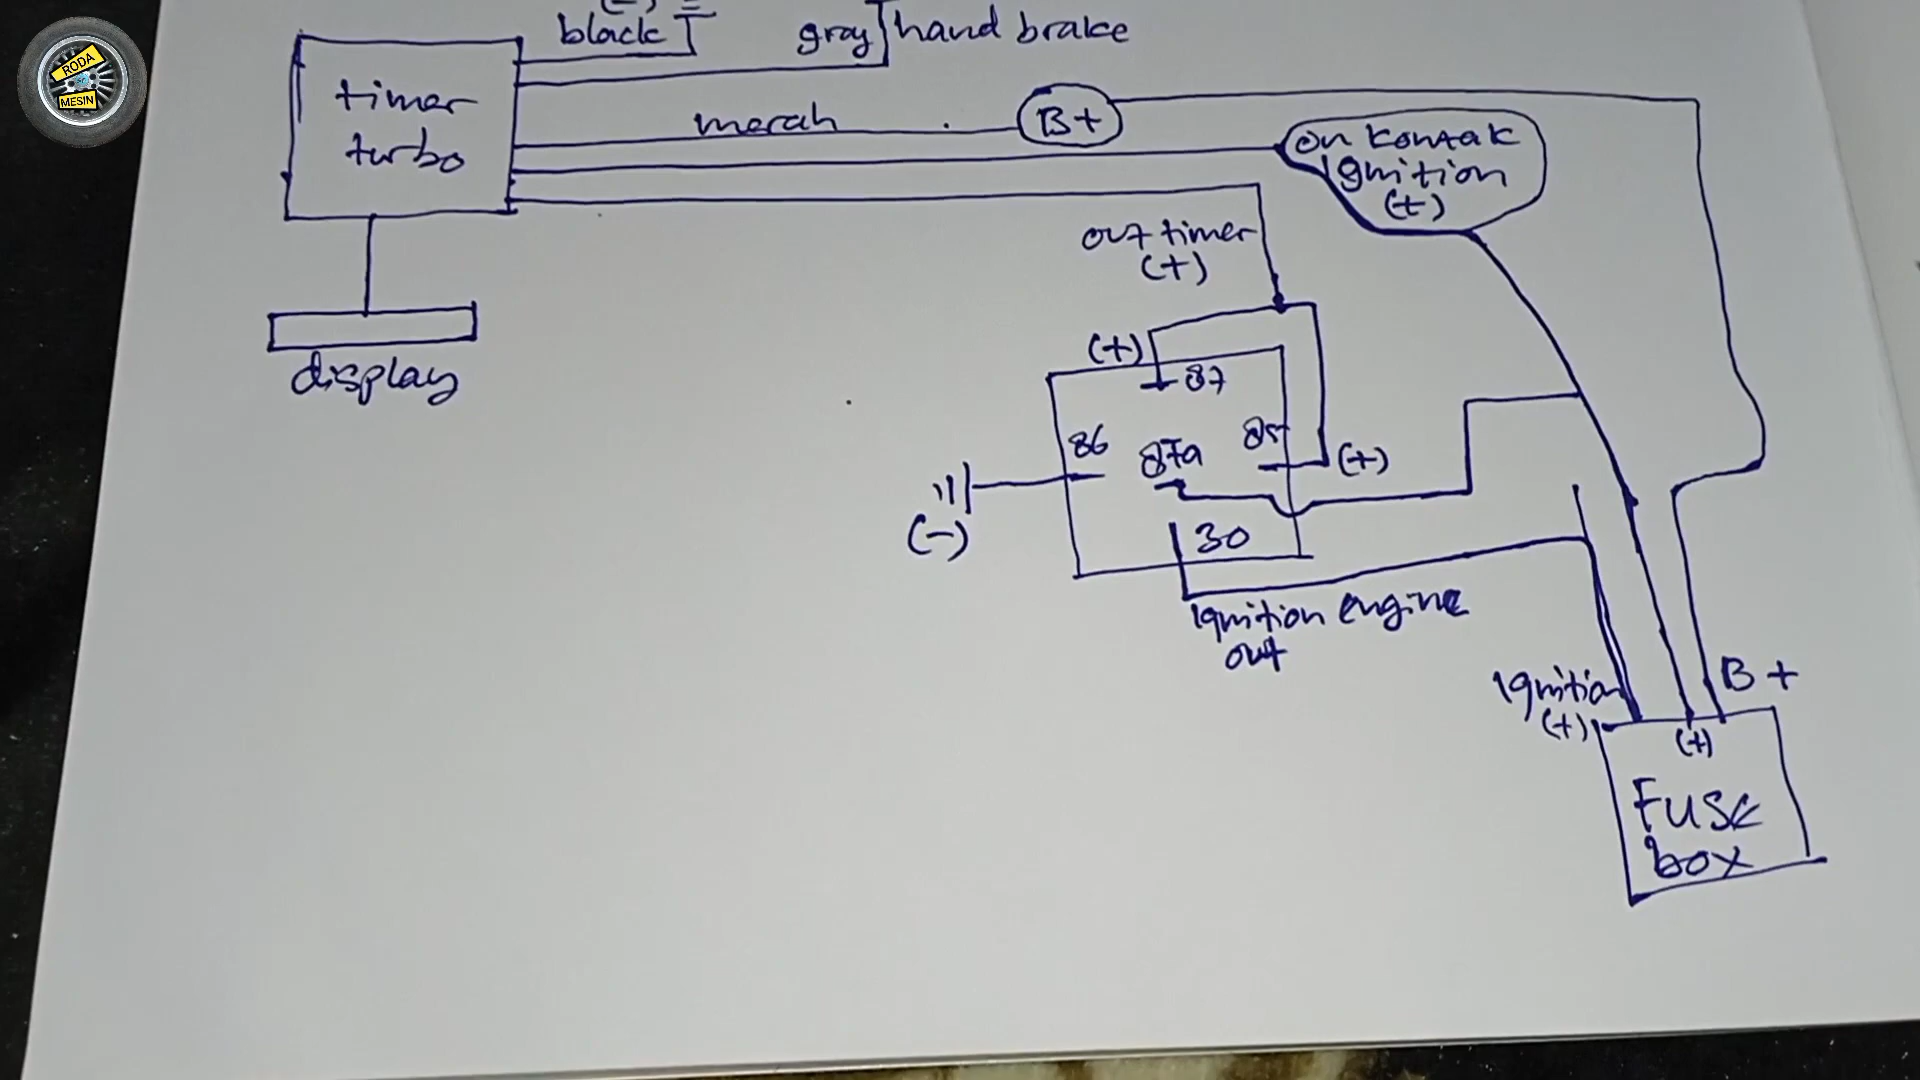 RODA
MESIN
(-)
black
gray
hand brake
timer
turbo
merah
B+
on kontak
Ignition
(+)
out timer
(+)
display
(+)
87
86
87a
85
(+)
(-)
30
Ignition engine
out
Ignition
(+)
B+
(+)
Fuse
box